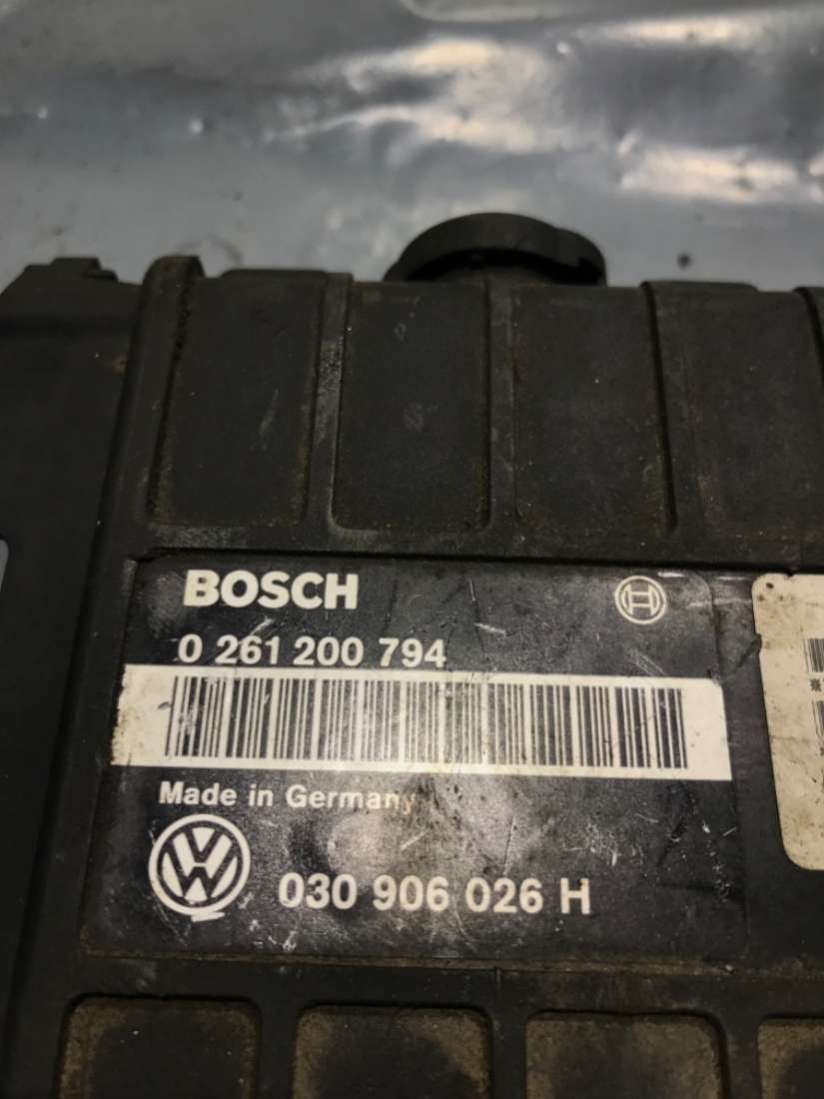 BOSCH
0 261 200 794
Made in Germany
030 906 026 H